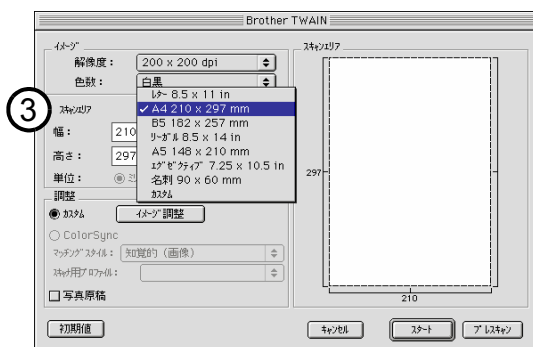 Brother TWAIN
ｲﾒｰｼﾞ
解像度： 200 x 200 dpi
色数： 白黒
3
ｽｷｬﾝｴﾘｱ
ﾚﾀｰ 8.5 x 11 in
✓ A4 210 x 297 mm
B5 182 x 257 mm
ﾘｰｶﾞﾙ 8.5 x 14 in
A5 148 x 210 mm
ｴｸﾞｾﾞｸﾃｨﾌﾞ 7.25 x 10.5 in
名刺 90 x 60 mm
ｶｽﾀﾑ
幅： 210
高さ： 297
単位：
調整
ｶｽﾀﾑ ｲﾒｰｼﾞ調整
ColorSync
ﾏｯﾁﾝｸﾞｽﾀｲﾙ： 知覚的（画像）
ｽｷｬﾅ用ﾌﾟﾛﾌｧｲﾙ：
写真原稿
初期値
ｽｷｬﾝｴﾘｱ
297
210
ｷｬﾝｾﾙ ｽﾀｰﾄ ﾌﾟﾚｽｷｬﾝ